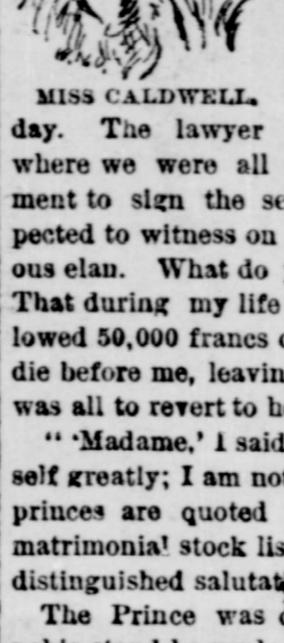 MISS CALDWELL.
day. The lawyer
where we were all
ment to sign the se
pected to witness on
ous elan. What do
That during my life
lowed 50,000 francs
die before me, leavin
was all to revert to h
" 'Madame,' I said
self greatly; I am no
princes are quoted
matrimonial stock lis
distinguished salutat
The Prince was